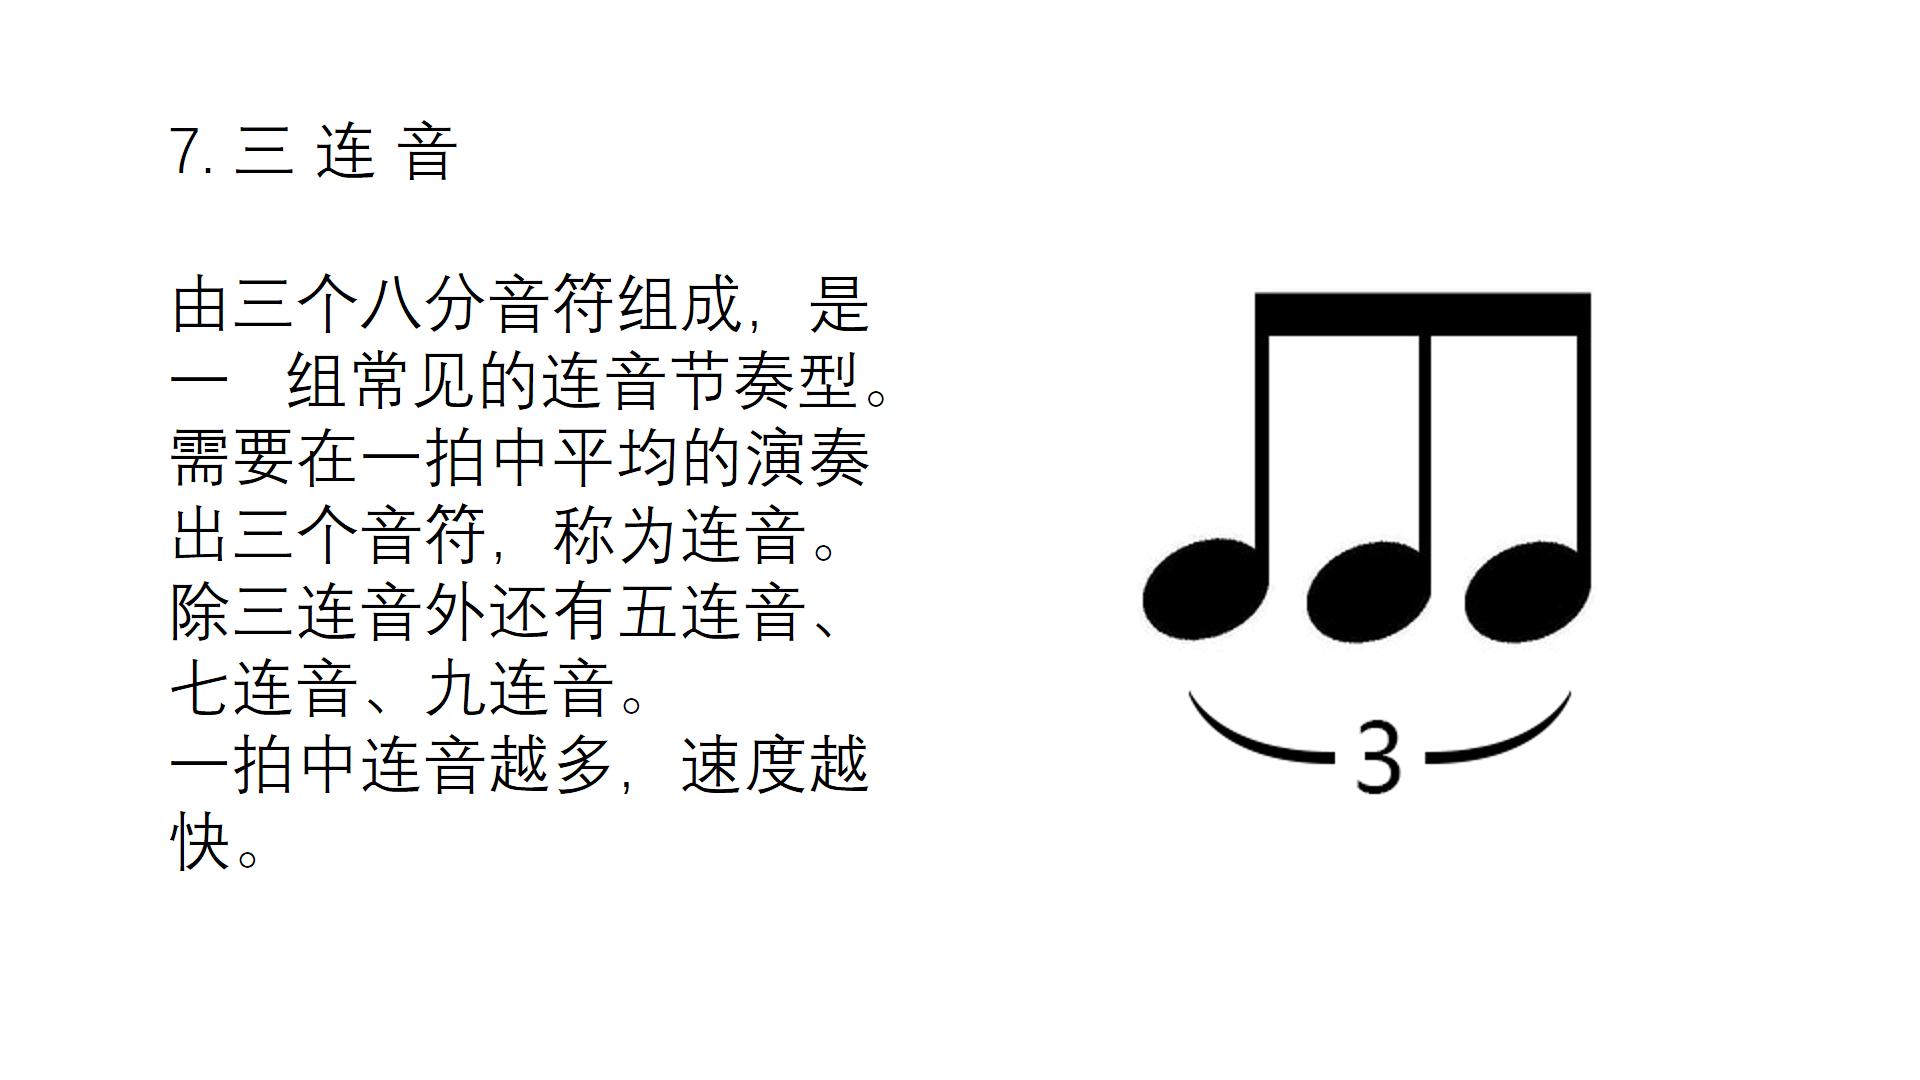 7. 三 连 音
由三个八分音符组成，是
一 组常见的连音节奏型。
需要在一拍中平均的演奏
出三个音符，称为连音。
除三连音外还有五连音、
七连音、九连音。
一拍中连音越多，速度越
快。
3